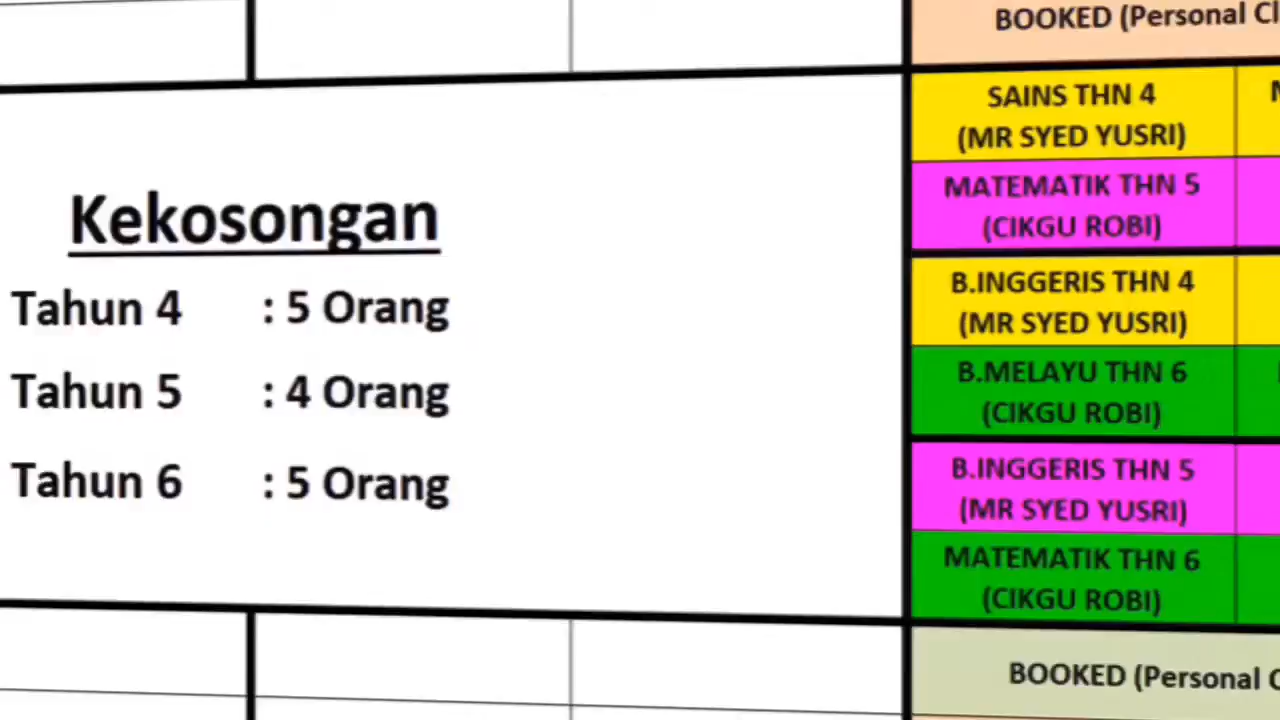 BOOKED (Personal
SAINS THN 4
(MR SYED YUSRI)
MATEMATIK THN 5
(CIKGU ROBI)
Kekosongan
B.INGGERIS THN 4
(MR SYED YUSRI)
Tahun 4 : 5 Orang
B.MELAYU THN 6
(CIKGU ROBI)
Tahun 5 : 4 Orang
B.INGGERIS THN 5
(MR SYED YUSRI)
Tahun 6 : 5 Orang
MATEMATIK THN 6
(CIKGU ROBI)
BOOKED (Personal